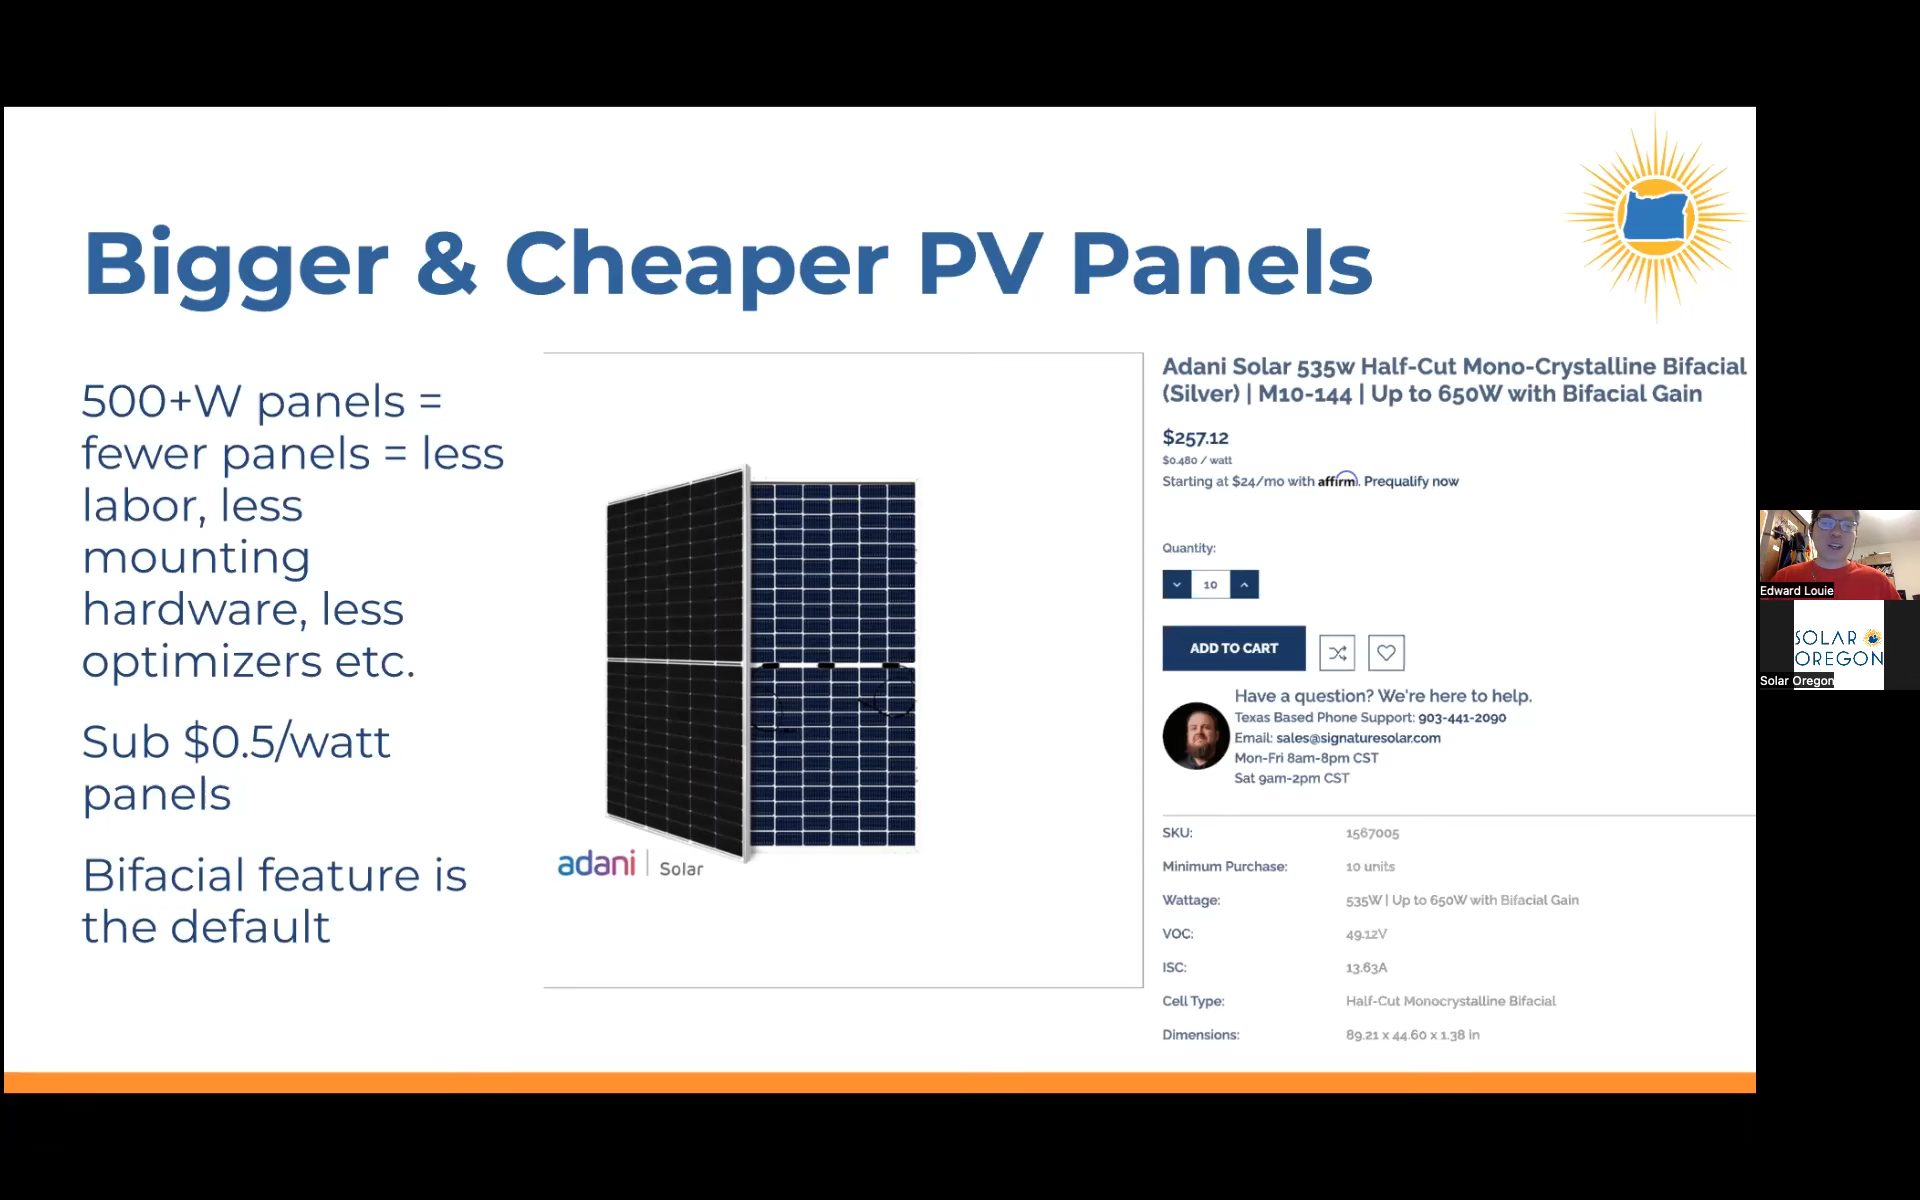 Bigger & Cheaper PV Panels
500+W panels =
fewer panels = less
labor, less
mounting
hardware, less
optimizers etc.
Sub $0.5/watt
panels
Bifacial feature is
the default
adani | Solar
Adani Solar 535w Half-Cut Mono-Crystalline Bifacial
(Silver) | M10-144 | Up to 650W with Bifacial Gain
$257.12
$0.480 / watt
Starting at $24/mo with affirm. Prequalify now
Quantity:
10
ADD TO CART
Have a question? We're here to help.
Texas Based Phone Support: 903-441-2090
Email: sales@signaturesolar.com
Mon-Fri 8am-8pm CST
Sat 9am-2pm CST
SKU: 1567005
Minimum Purchase: 10 units
Wattage: 535W | Up to 650W with Bifacial Gain
VOC: 49.12V
ISC: 13.63A
Cell Type: Half-Cut Monocrystalline Bifacial
Dimensions: 89.21 x 44.60 x 1.38 in
Edward Louie
SOLAR
OREGON
Solar Oregon